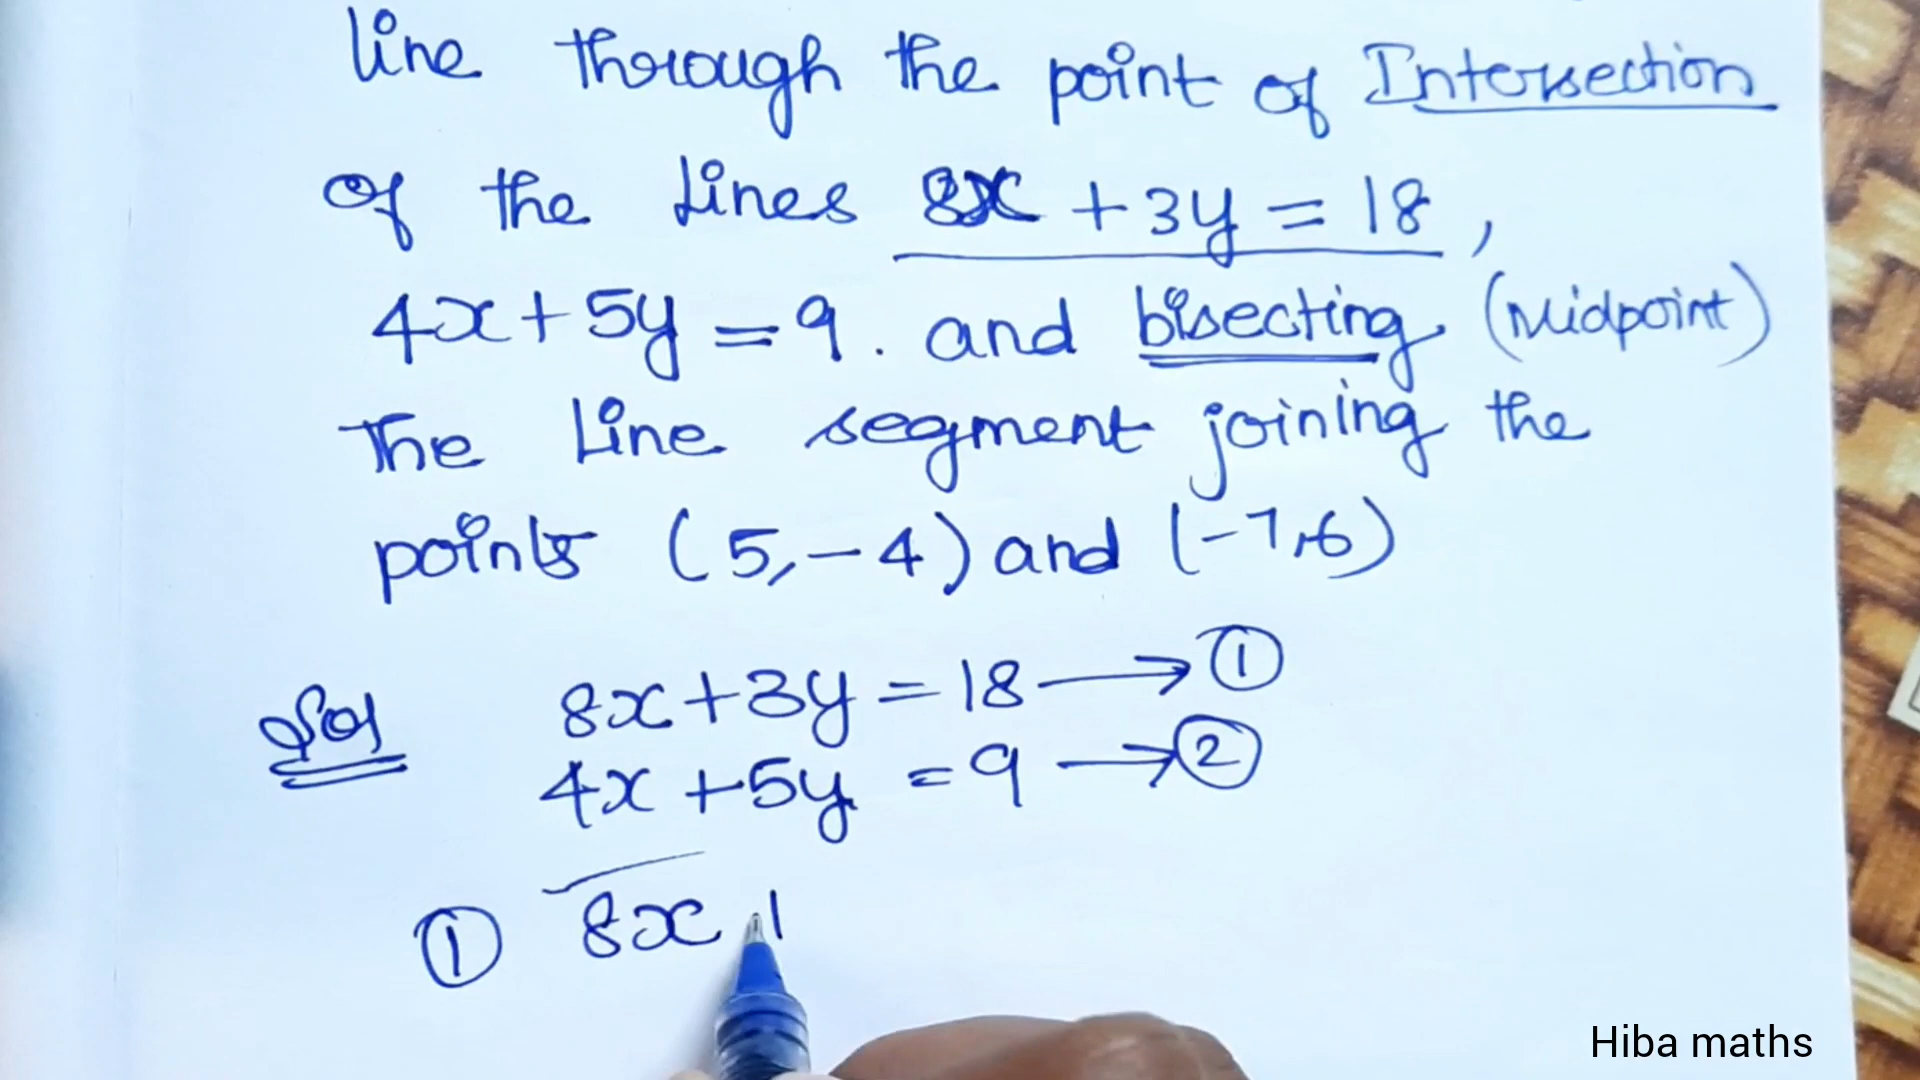 line through the point of Intersection
of the Lines 8x + 3y = 18,
4x + 5y = 9. and bisecting (Midpoint)
The Line segment joining the
points (5, -4) and (-7, 6)
Sol 8x + 3y = 18 → ①
4x + 5y = 9 → ②
① 8x
Hiba maths